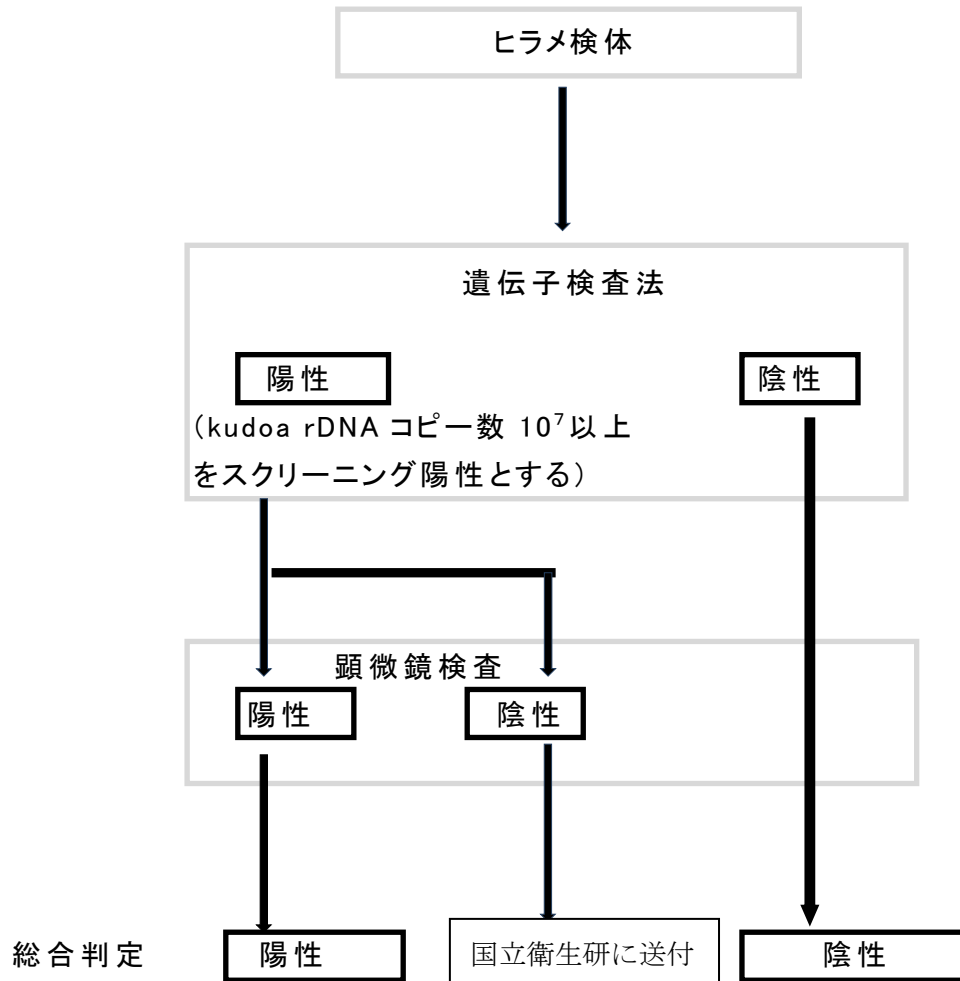 ヒラメ検体
遺伝子検査法
陽性 陰性
（kudoa rDNA コピー数 10⁷以上
をスクリーニング陽性とする）
顕微鏡検査
陽性 陰性
総合判定 陽性 国立衛生研に送付 陰性